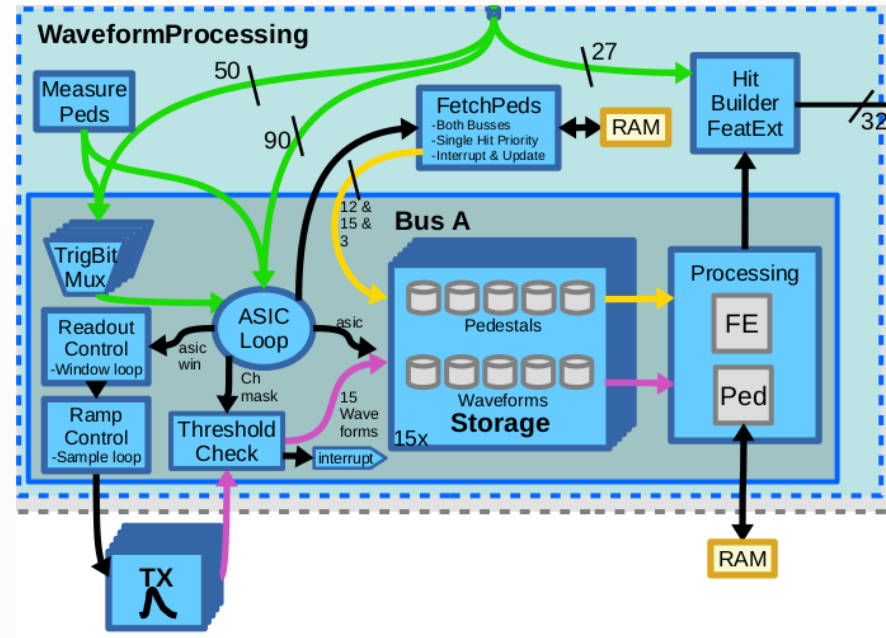 WaveformProcessing
50
27
Measure
Peds
90
FetchPeds
-Both Busses
-Single Hit Priority
-Interrupt & Update
RAM
Hit
Builder
FeatExt
32
12 &
15 &
3
Bus A
TrigBit
Mux
ASIC
Loop
Readout
Control
-Window loop
asic
win
asic
Ch
mask
Ramp
Control
-Sample loop
Threshold
Check
15
Wave
forms
interrupt
Pedestals
Waveforms
Storage
15x
Processing
FE
Ped
TX
RAM